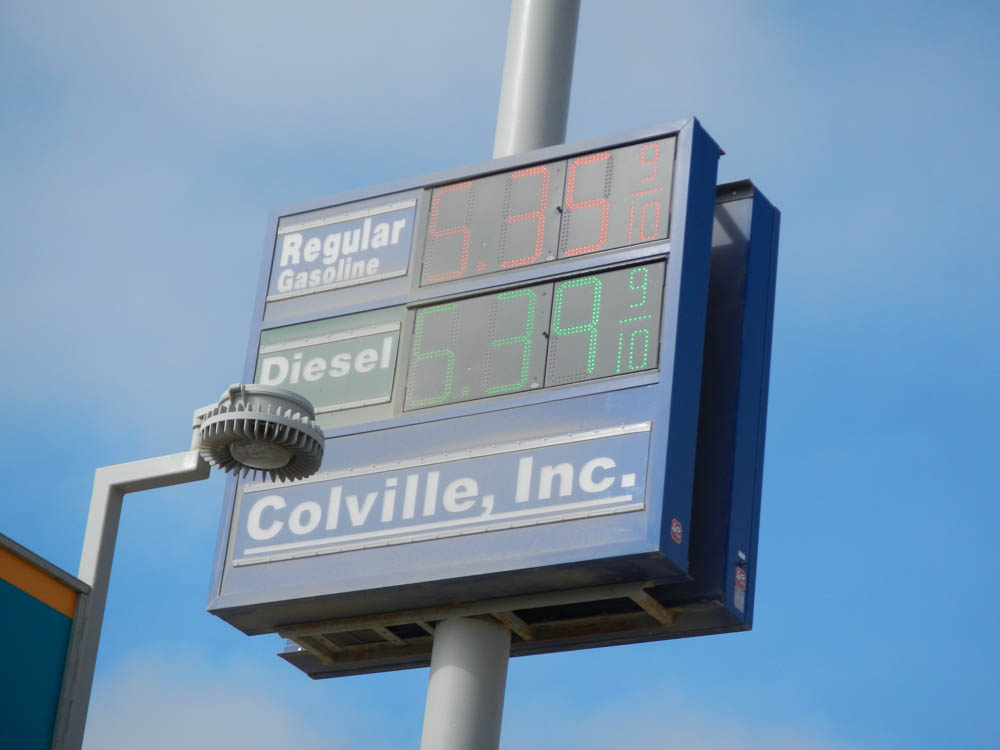 Regular 5.35 9/10
Gasoline
Diesel 5.39 9/10
Colville, Inc.